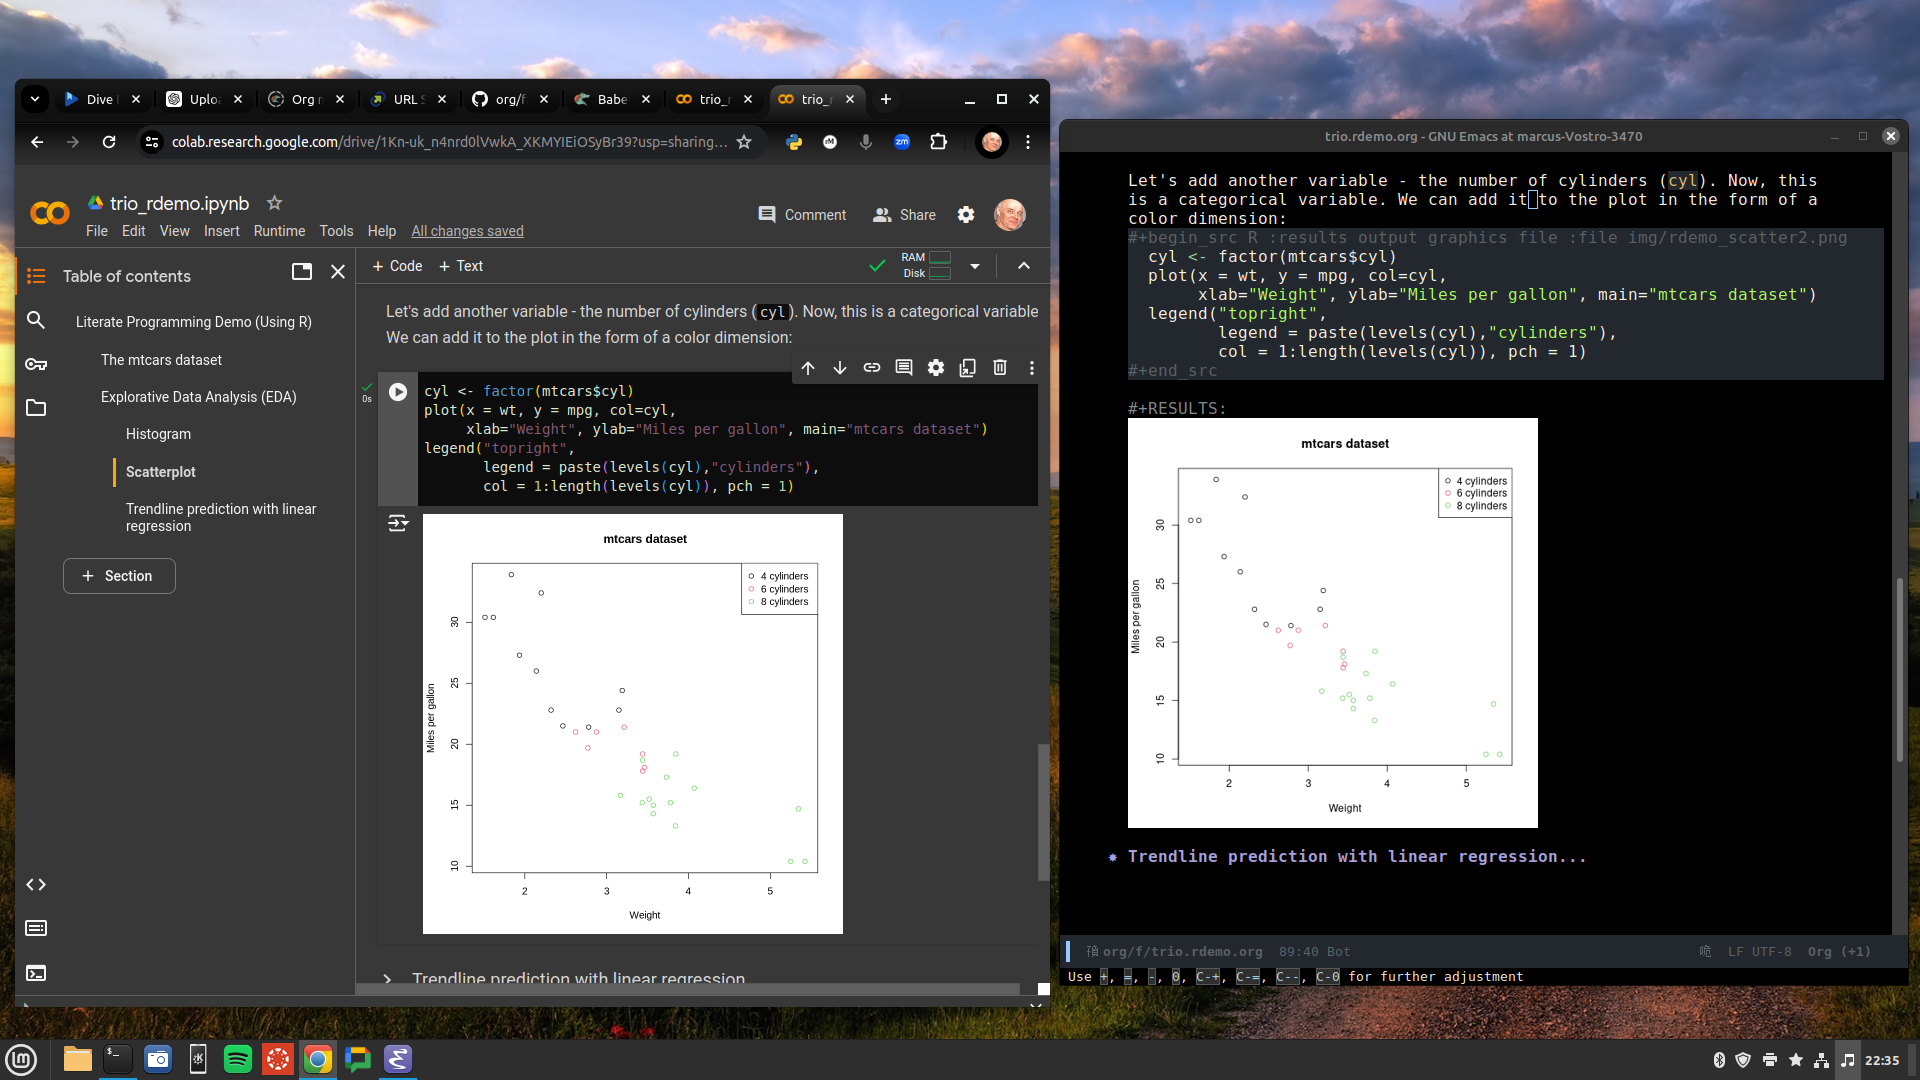 Dive
Uploa
Org r
URL S
org/f
Babe
trio_r
trio_r
colab.research.google.com/drive/1Kn-uk_n4nrd0lVwkA_XKMYIEiOSyBr39?usp=sharing...
zm
trio_rdemo.ipynb
Comment
Share
File Edit View Insert Runtime Tools Help All changes saved
Table of contents
+ Code + Text
RAM
Disk
Literate Programming Demo (Using R)
The mtcars dataset
Explorative Data Analysis (EDA)
Histogram
Scatterplot
Trendline prediction with linear
regression
+ Section
Let's add another variable - the number of cylinders (cyl). Now, this is a categorical variable
We can add it to the plot in the form of a color dimension:
0s
cyl <- factor(mtcars$cyl)
plot(x = wt, y = mpg, col=cyl,
xlab="Weight", ylab="Miles per gallon", main="mtcars dataset")
legend("topright",
legend = paste(levels(cyl),"cylinders"),
col = 1:length(levels(cyl)), pch = 1)
mtcars dataset
4 cylinders
6 cylinders
8 cylinders
Miles per gallon
30
25
20
15
10
2 3 4 5
Weight
Trendline prediction with linear regression
trio.rdemo.org - GNU Emacs at marcus-Vostro-3470
Let's add another variable - the number of cylinders (cyl). Now, this
is a categorical variable. We can add it to the plot in the form of a
color dimension:
#+begin_src R :results output graphics file :file img/rdemo_scatter2.png
cyl <- factor(mtcars$cyl)
plot(x = wt, y = mpg, col=cyl,
xlab="Weight", ylab="Miles per gallon", main="mtcars dataset")
legend("topright",
legend = paste(levels(cyl),"cylinders"),
col = 1:length(levels(cyl)), pch = 1)
#+end_src
#+RESULTS:
mtcars dataset
4 cylinders
6 cylinders
8 cylinders
Miles per gallon
30
25
20
15
10
2 3 4 5
Weight
Trendline prediction with linear regression...
org/f/trio.rdemo.org 89:40 Bot
LF UTF-8 Org (+1)
Use +, =, -, 0, C-+, C-=, C--, C-0 for further adjustment
22:35